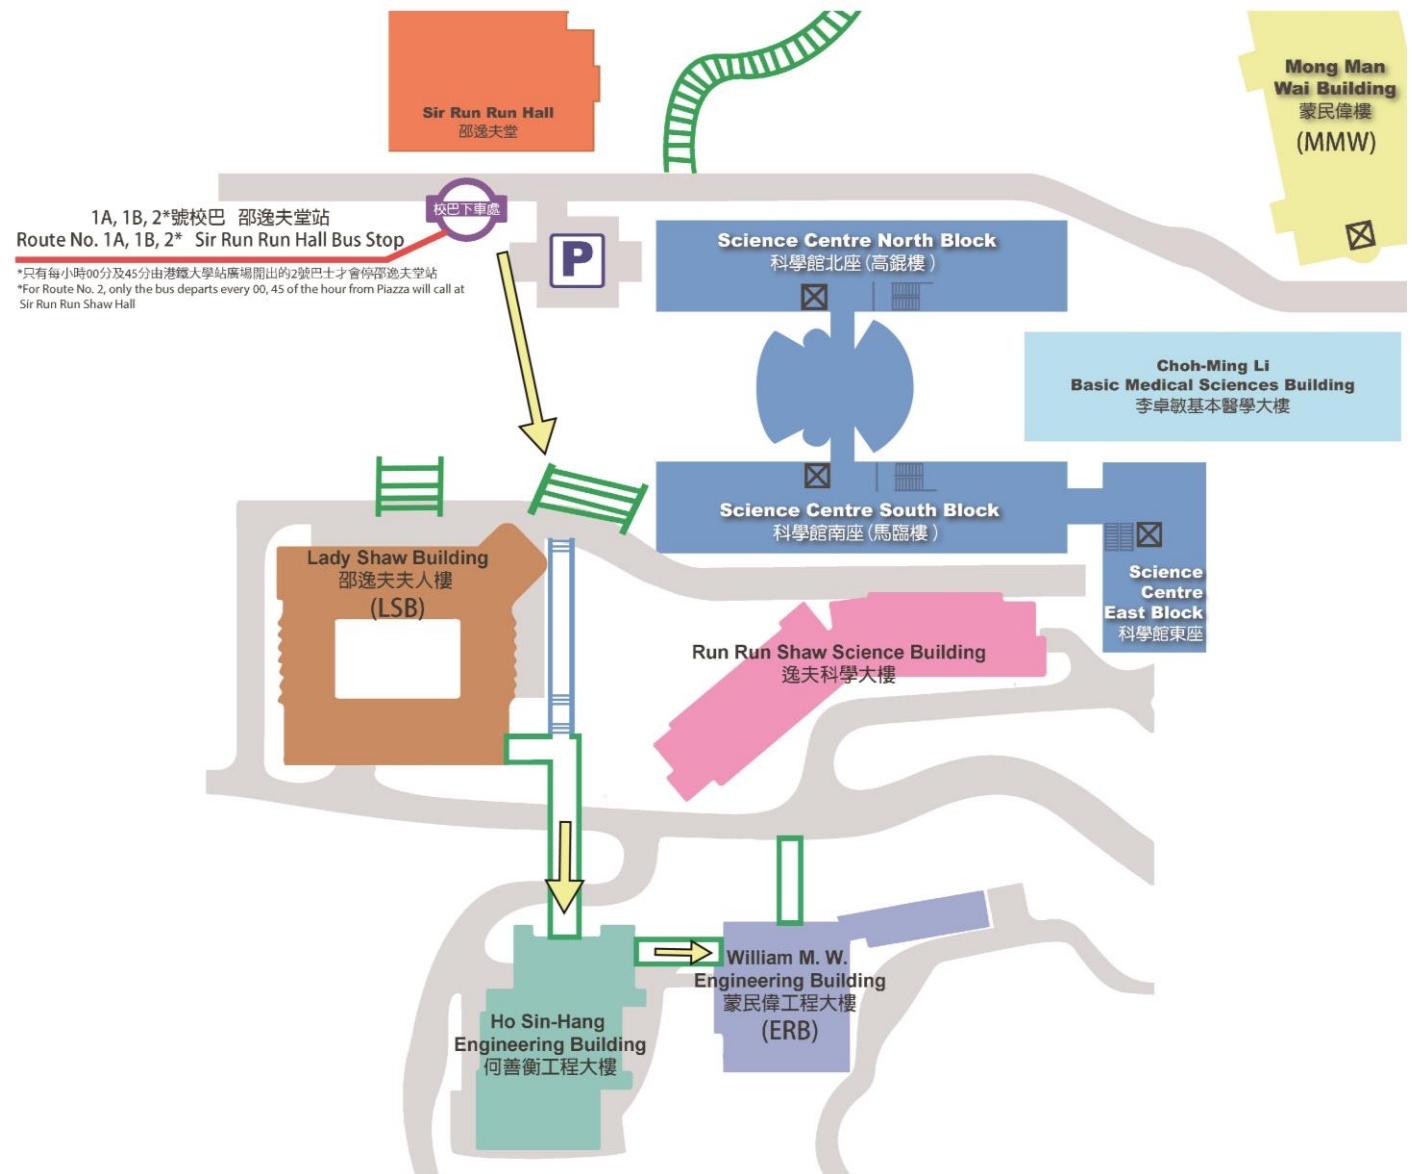 Sir Run Run Hall
邵逸夫堂
Mong Man
Wai Building
蒙民偉樓
(MMW)
校巴下車處
1A, 1B, 2*號校巴 邵逸夫堂站
Route No. 1A, 1B, 2* Sir Run Run Hall Bus Stop
*只有每小時00分及45分由港鐵大學站廣場開出的2號巴士才會停邵逸夫堂站
*For Route No. 2, only the bus departs every 00, 45 of the hour from Piazza will call at
Sir Run Run Shaw Hall
P
Science Centre North Block
科學館北座(高錕樓)
Choh-Ming Li
Basic Medical Sciences Building
李卓敏基本醫學大樓
Science Centre South Block
科學館南座(馬臨樓)
Science
Centre
East Block
科學館東座
Lady Shaw Building
邵逸夫夫人樓
(LSB)
Run Run Shaw Science Building
逸夫科學大樓
William M. W.
Engineering Building
蒙民偉工程大樓
(ERB)
Ho Sin-Hang
Engineering Building
何善衡工程大樓